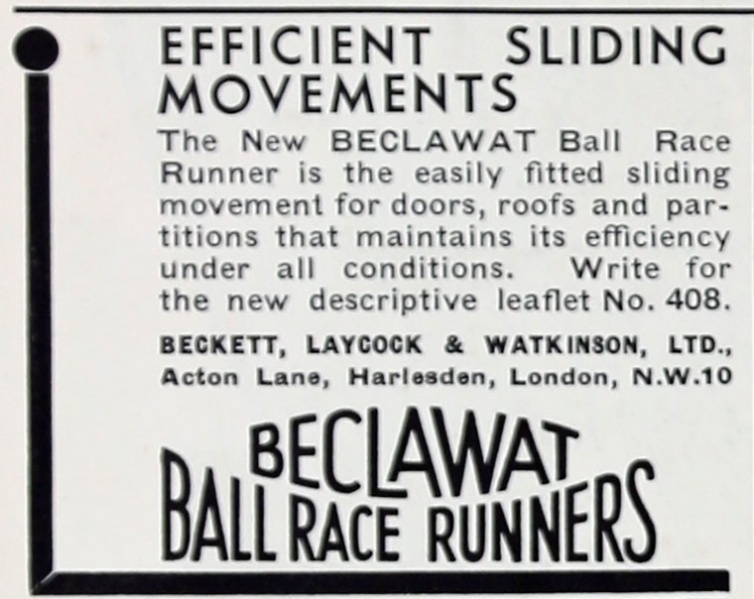 EFFICIENT SLIDING
MOVEMENTS
The New BECLAWAT Ball Race
Runner is the easily fitted sliding
movement for doors, roofs and par-
titions that maintains its efficiency
under all conditions. Write for
the new descriptive leaflet No. 408.
BECKETT, LAYCOCK & WATKINSON, LTD.,
Acton Lane, Harlesden, London, N.W.10
BECLAWAT
BALL RACE RUNNERS